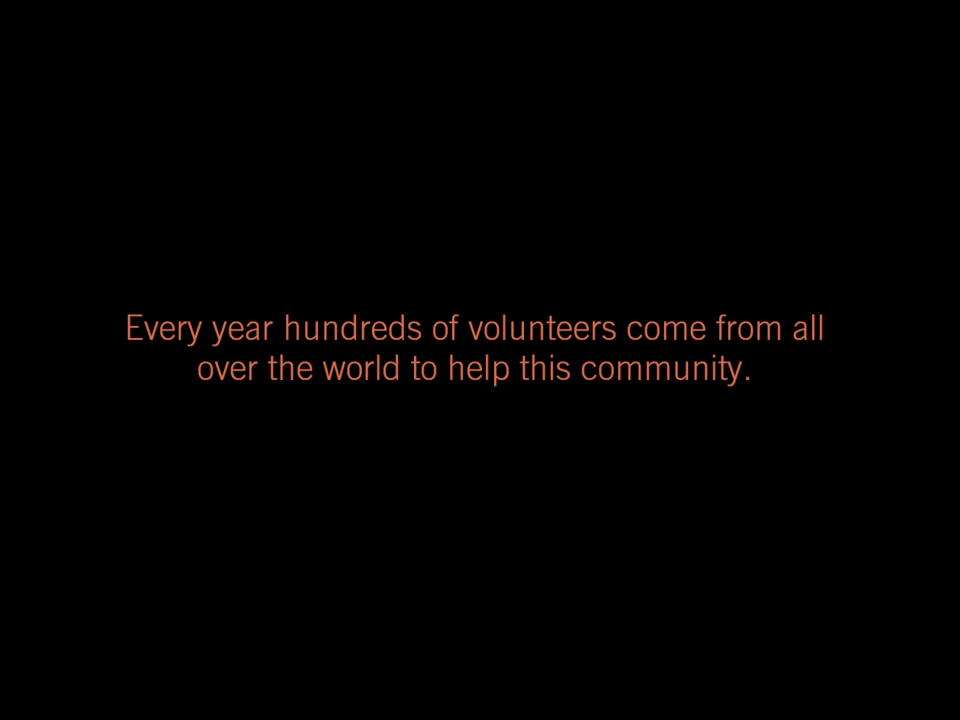 Every year hundreds of volunteers come from all
over the world to help this community.